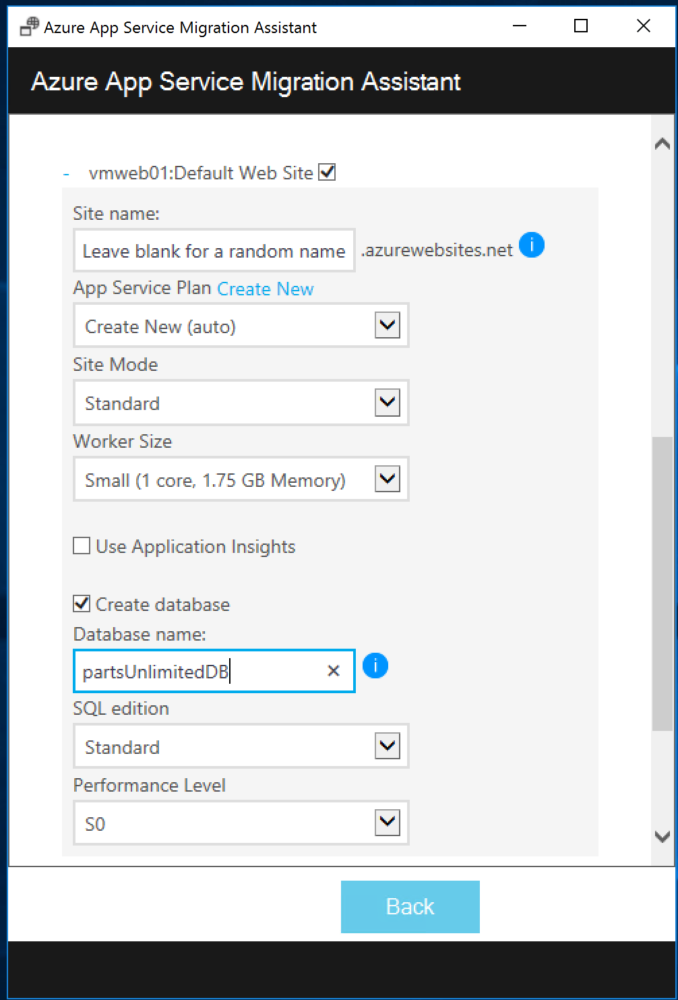 Azure App Service Migration Assistant
Azure App Service Migration Assistant
- vmweb01:Default Web Site
Site name:
Leave blank for a random name .azurewebsites.net i
App Service Plan Create New
Create New (auto)
Site Mode
Standard
Worker Size
Small (1 core, 1.75 GB Memory)
Use Application Insights
Create database
Database name:
partsUnlimitedDB i
SQL edition
Standard
Performance Level
S0
Back